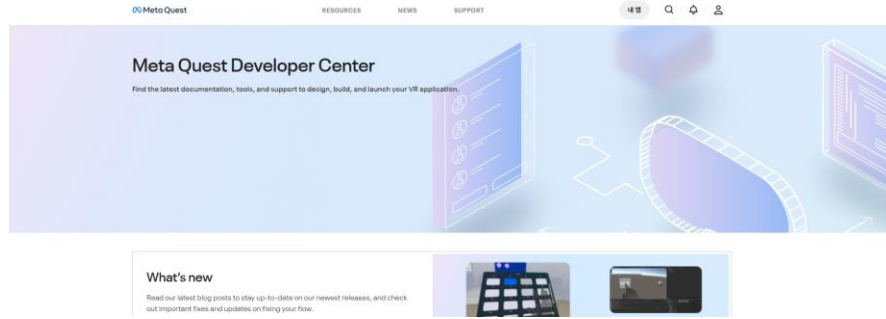 Meta Quest
RESOURCES NEWS SUPPORT 내 앱
Meta Quest Developer Center
Find the latest documentation, tools, and support to design, build, and launch your VR application.
What's new
Read our latest blog posts to stay up-to-date on our newest releases, and check
out important fixes and updates on fixing your flow.